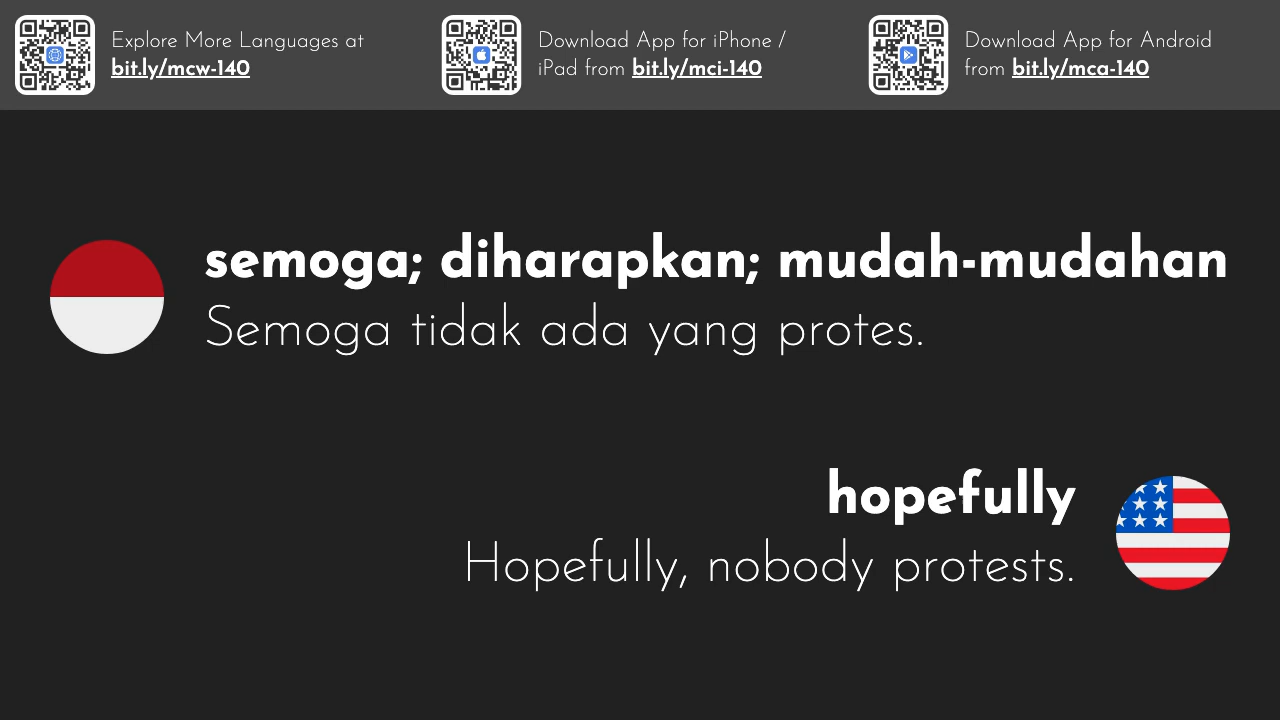 Explore More Languages at
bit.ly/mcw-140
Download App for iPhone /
iPad from bit.ly/mci-140
Download App for Android
from bit.ly/mca-140
semoga; diharapkan; mudah-mudahan
Semoga tidak ada yang protes.
hopefully
Hopefully, nobody protests.